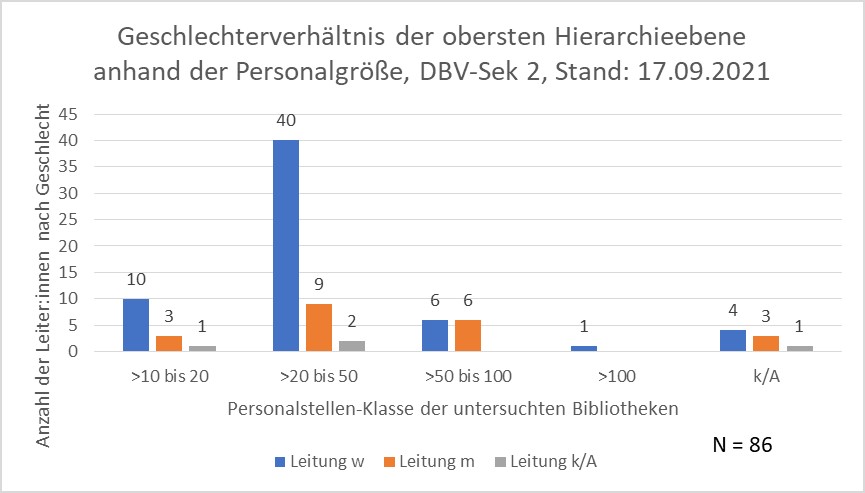 Geschlechterverhältnis der obersten Hierarchieebene
anhand der Personalgröße, DBV-Sek 2, Stand: 17.09.2021
Anzahl der Leiter:innen nach Geschlecht
45
40
35
30
25
20
15
10
5
0
10
3
1
40
9
2
6
6
1
4
3
1
>10 bis 20
>20 bis 50
>50 bis 100
>100
k/A
Personalstellen-Klasse der untersuchten Bibliotheken
Leitung w
Leitung m
Leitung k/A
N = 86